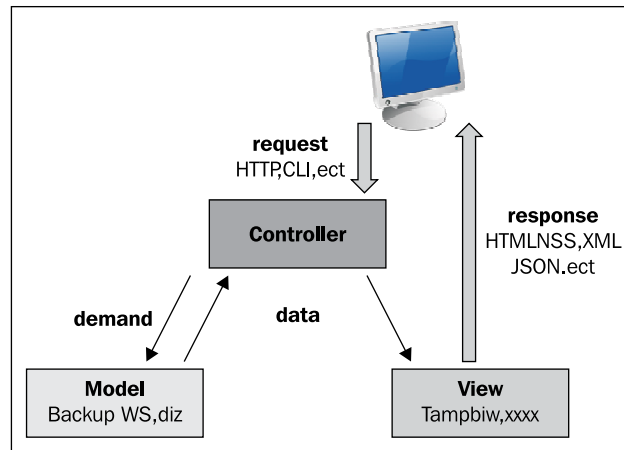 request
HTTP,CLI,ect
Controller
response
HTMLNSS,XML
JSON.ect
demand
data
Model
Backup WS,diz
View
Tampbiw,xxxx